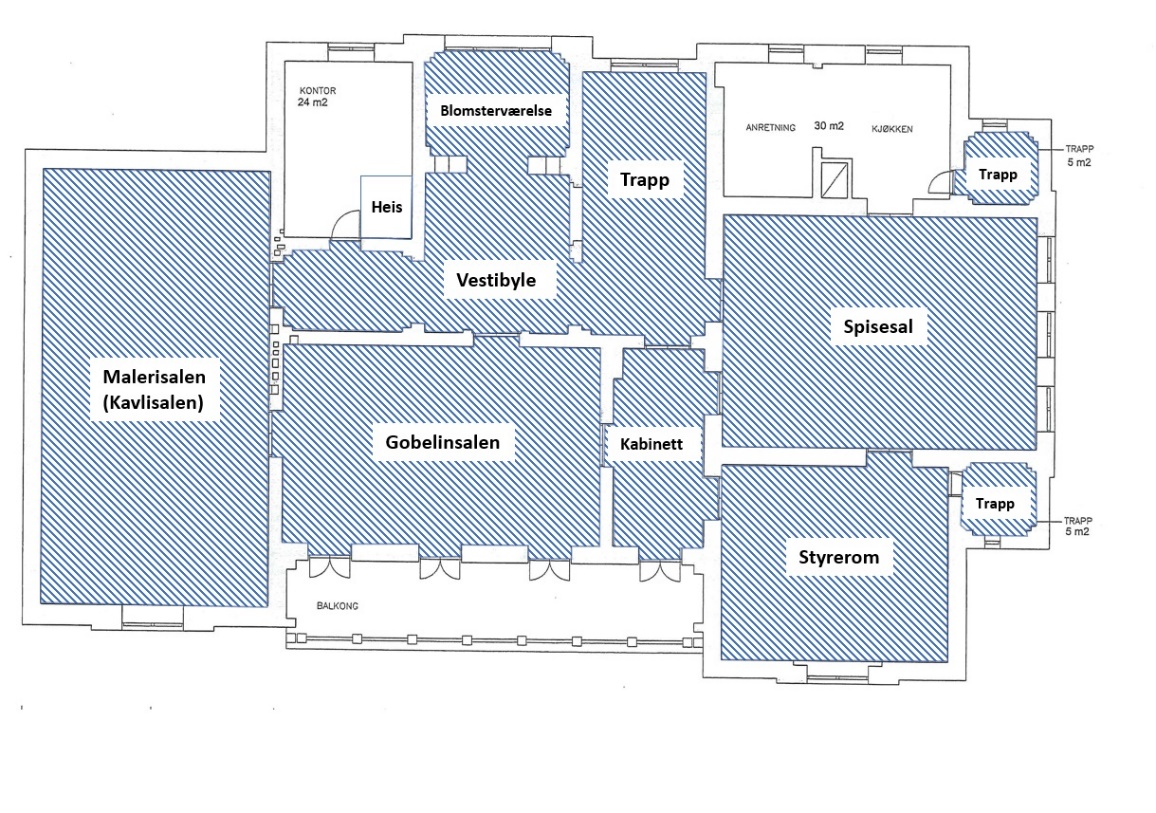 KONTOR
24 m2
Blomsterværelse
ANRETNING
30 m2
KJØKKEN
TRAPP
5 m2
Trapp
Trapp
Heis
Vestibyle
Spisesal
Malerisalen
(Kavlisalen)
Gobelinsalen
Kabinett
Trapp
TRAPP
5 m2
Styrerom
BALKONG